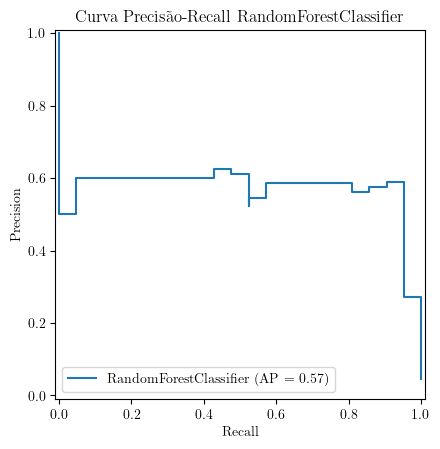 Curva Precisão-Recall RandomForestClassifier
1.0
0.8
0.6
0.4
0.2
0.0
Precision
RandomForestClassifier (AP = 0.57)
0.0 0.2 0.4 0.6 0.8 1.0
Recall